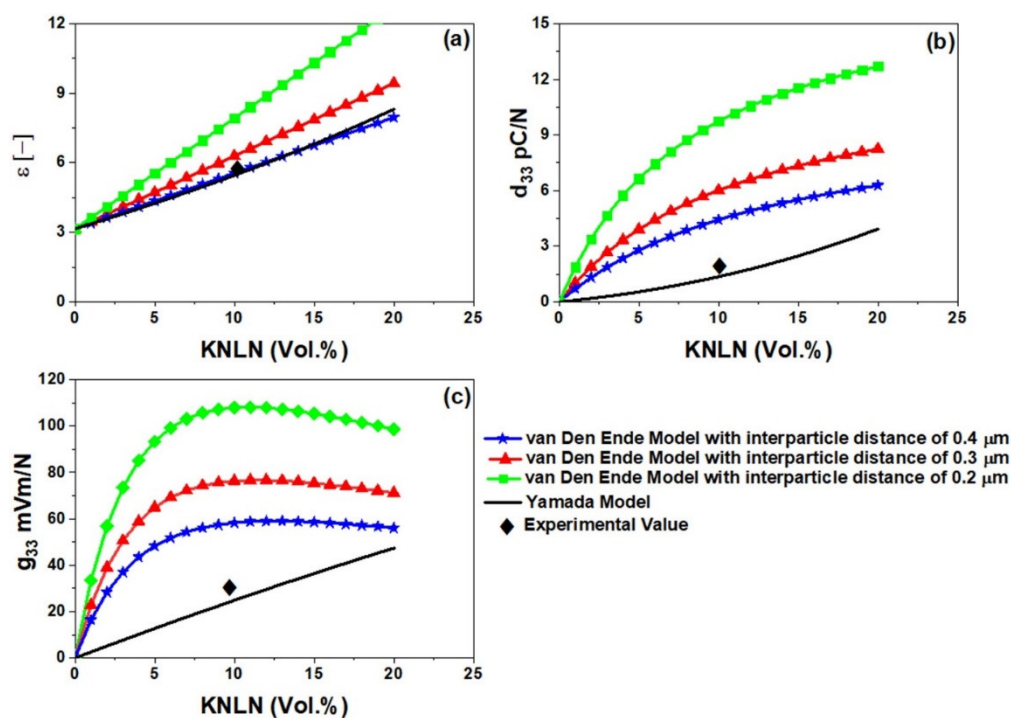 (a)
ε [−]
12
9
6
3
0
0 5 10 15 20 25
KNLN (Vol.%)
(b)
d33 pC/N
15
12
9
6
3
0
0 5 10 15 20 25
KNLN (Vol.%)
(c)
g33 mVm/N
120
100
80
60
40
20
0
0 5 10 15 20 25
KNLN (Vol.%)
van Den Ende Model with interparticle distance of 0.4 μm
van Den Ende Model with interparticle distance of 0.3 μm
van Den Ende Model with interparticle distance of 0.2 μm
Yamada Model
Experimental Value